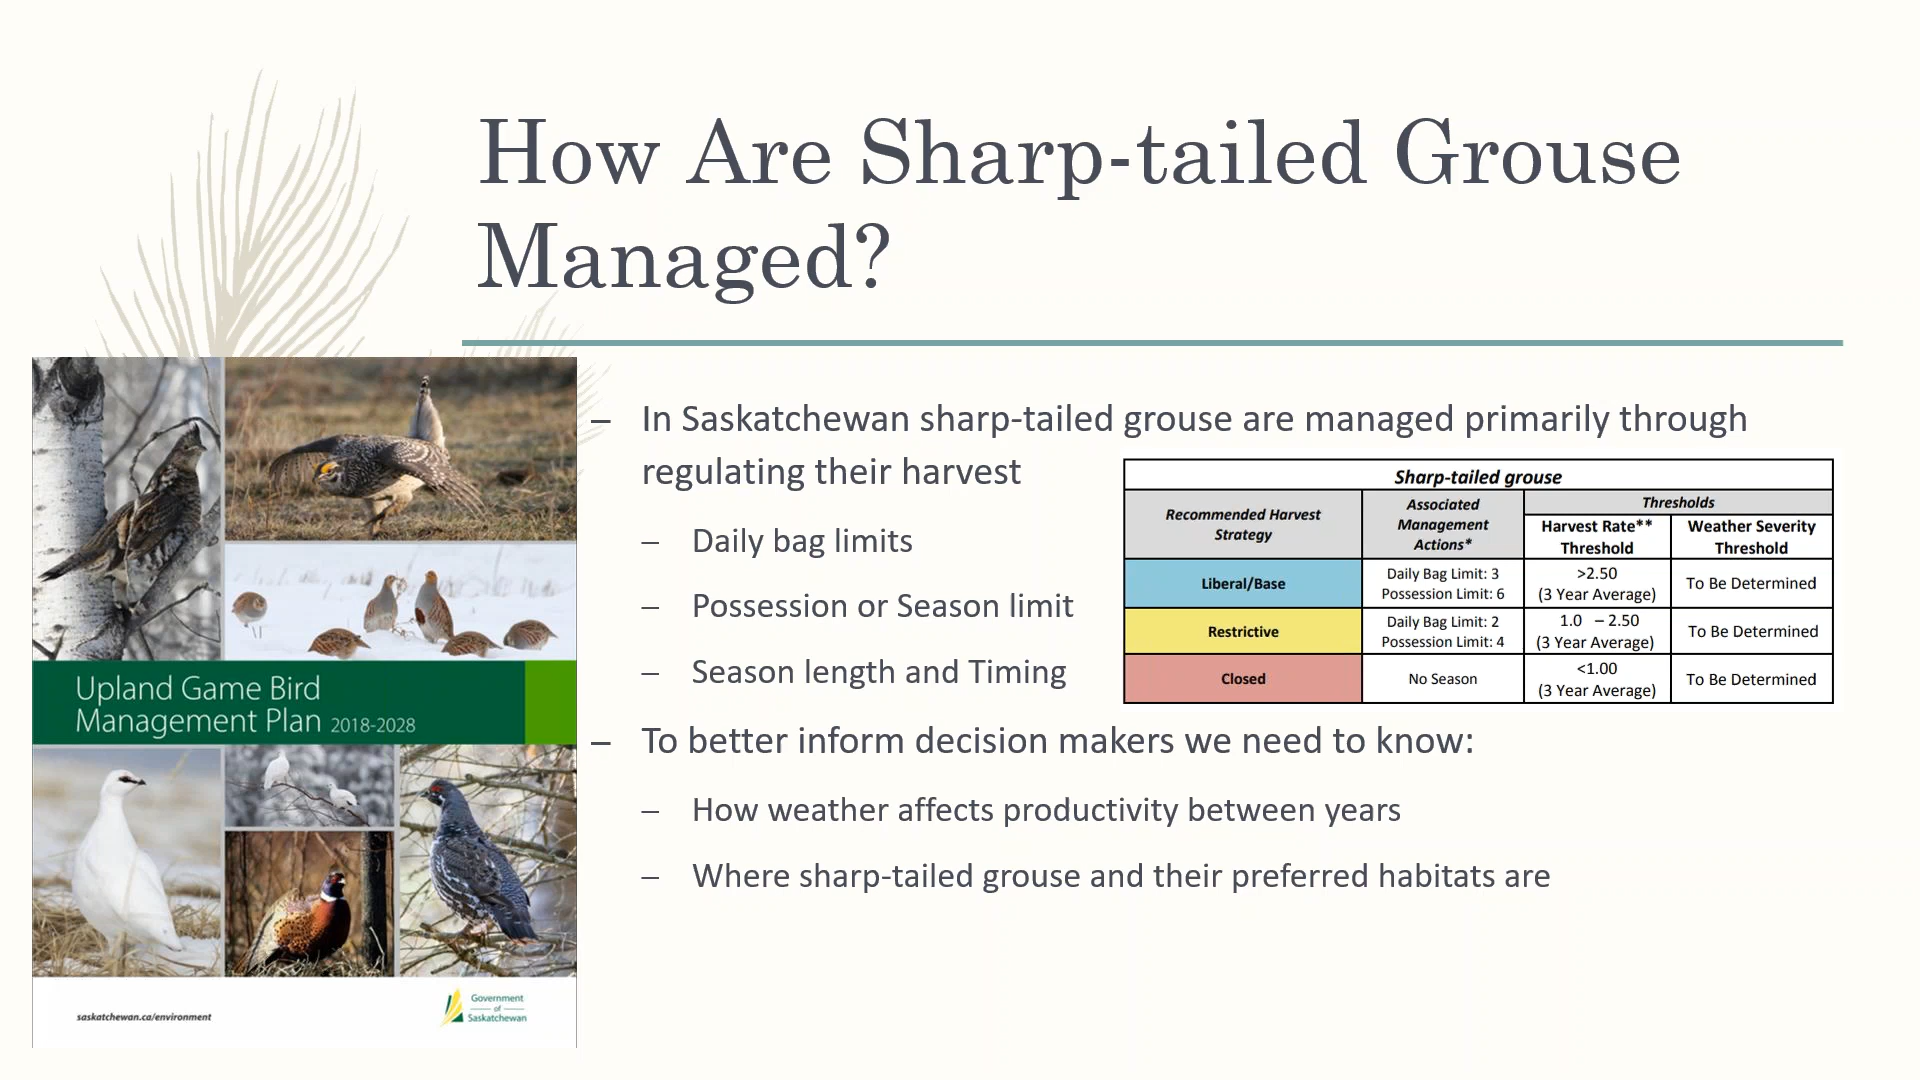 How Are Sharp-tailed Grouse
Managed?
– In Saskatchewan sharp-tailed grouse are managed primarily through
regulating their harvest
– Daily bag limits
– Possession or Season limit
– Season length and Timing
Sharp-tailed grouse
Recommended Harvest
Strategy
Associated
Management
Actions*
Thresholds
Harvest Rate**
Threshold
Weather Severity
Threshold
Liberal/Base
Daily Bag Limit: 3
Possession Limit: 6
>2.50
(3 Year Average)
To Be Determined
Restrictive
Daily Bag Limit: 2
Possession Limit: 4
1.0 – 2.50
(3 Year Average)
To Be Determined
Closed
No Season
<1.00
(3 Year Average)
To Be Determined
– To better inform decision makers we need to know:
– How weather affects productivity between years
– Where sharp-tailed grouse and their preferred habitats are
Upland Game Bird
Management Plan 2018-2028
saskatchewan.ca/environment
Government
of
Saskatchewan